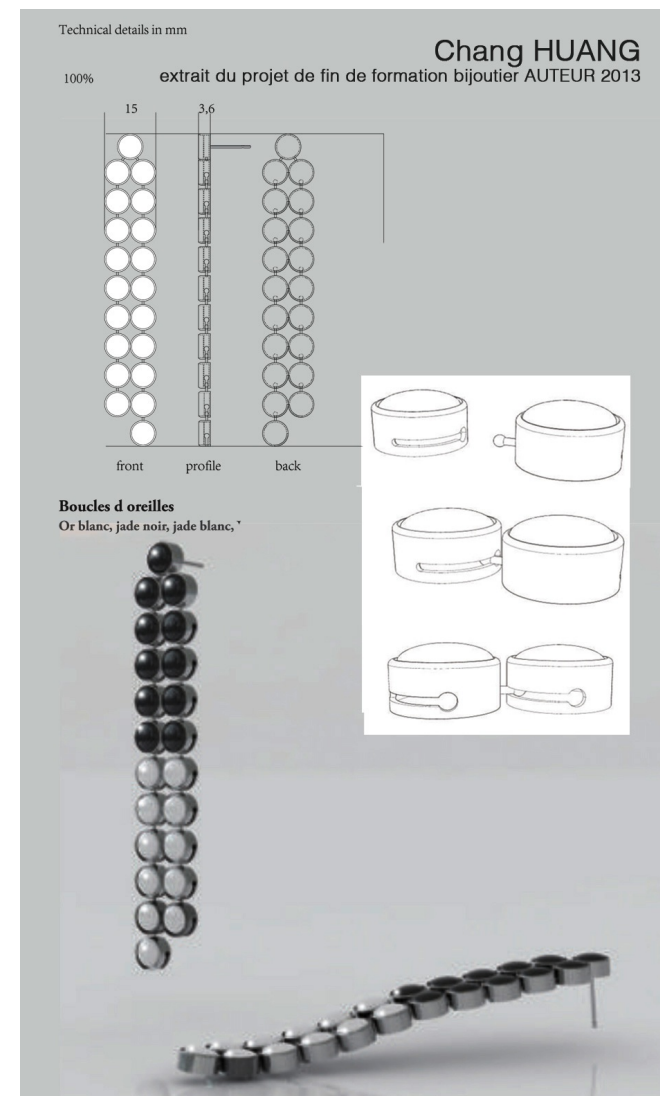 Technical details in mm
Chang HUANG
100%
extrait du projet de fin de formation bijoutier AUTEUR 2013
15
3,6
front
profile
back
Boucles d oreilles
Or blanc, jade noir, jade blanc,